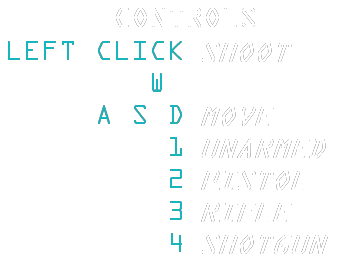 CONTROLS
LEFT CLICK SHOOT
W
A S D MOVE
1 UNARMED
2 PISTOL
3 RIFLE
4 SHOTGUN